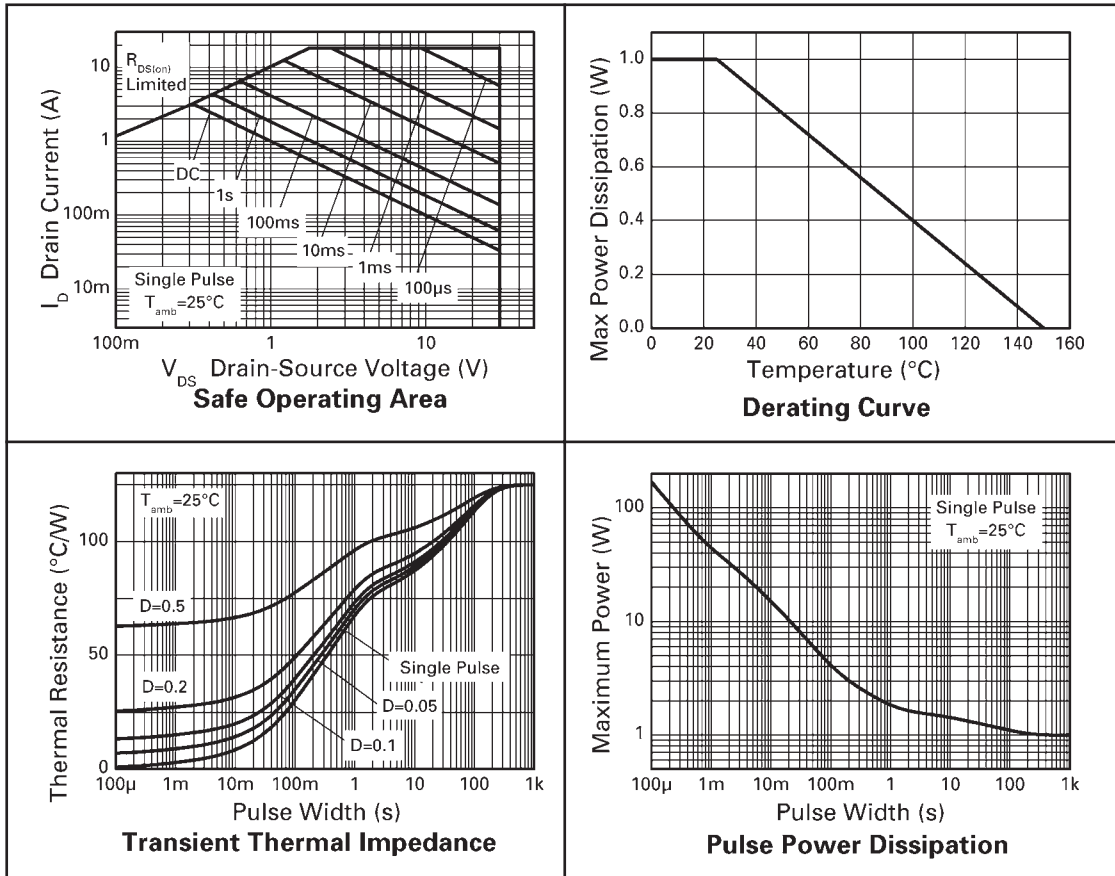 R_DS(on)
Limited
10
1
100m
10m
I_D Drain Current (A)
DC
1s
100ms
10ms
1ms
100µs
Single Pulse
T_amb=25°C
100m 1 10
V_DS Drain-Source Voltage (V)
Safe Operating Area
Max Power Dissipation (W)
1.0
0.8
0.6
0.4
0.2
0.0
0 20 40 60 80 100 120 140 160
Temperature (°C)
Derating Curve
Thermal Resistance (°C/W)
T_amb=25°C
100
50
0
D=0.5
D=0.2
Single Pulse
D=0.05
D=0.1
100µ 1m 10m 100m 1 10 100 1k
Pulse Width (s)
Transient Thermal Impedance
Maximum Power (W)
100
10
1
Single Pulse
T_amb=25°C
100µ 1m 10m 100m 1 10 100 1k
Pulse Width (s)
Pulse Power Dissipation